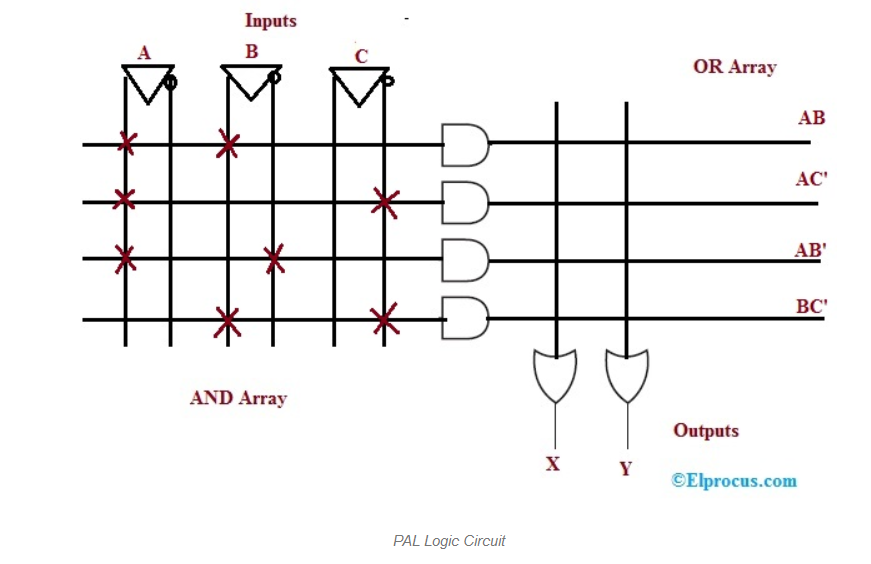 Inputs
A
B
C
OR Array
AB
AC'
AB'
BC'
AND Array
Outputs
X
Y
©Elprocus.com
PAL Logic Circuit